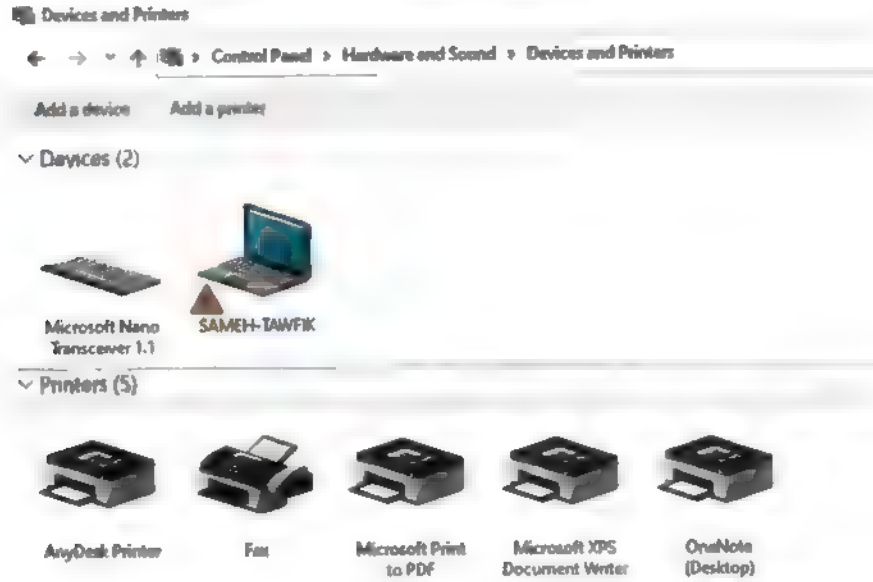 Devices and Printers
Control Panel > Hardware and Sound > Devices and Printers
Add a device Add a printer
Devices (2)
Microsoft Nano
Transceiver 1.1
SAMEH-TAWFIK
Printers (5)
AnyDesk Printer
Fax
Microsoft Print
to PDF
Microsoft XPS
Document Writer
OneNote
(Desktop)